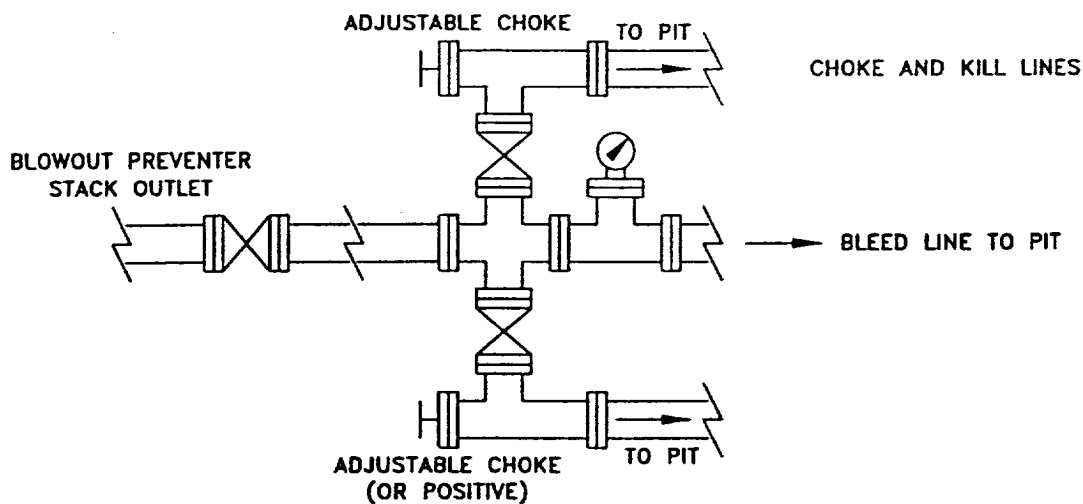 ADJUSTABLE CHOKE
TO PIT
CHOKE AND KILL LINES
BLOWOUT PREVENTER
STACK OUTLET
BLEED LINE TO PIT
ADJUSTABLE CHOKE
(OR POSITIVE)
TO PIT